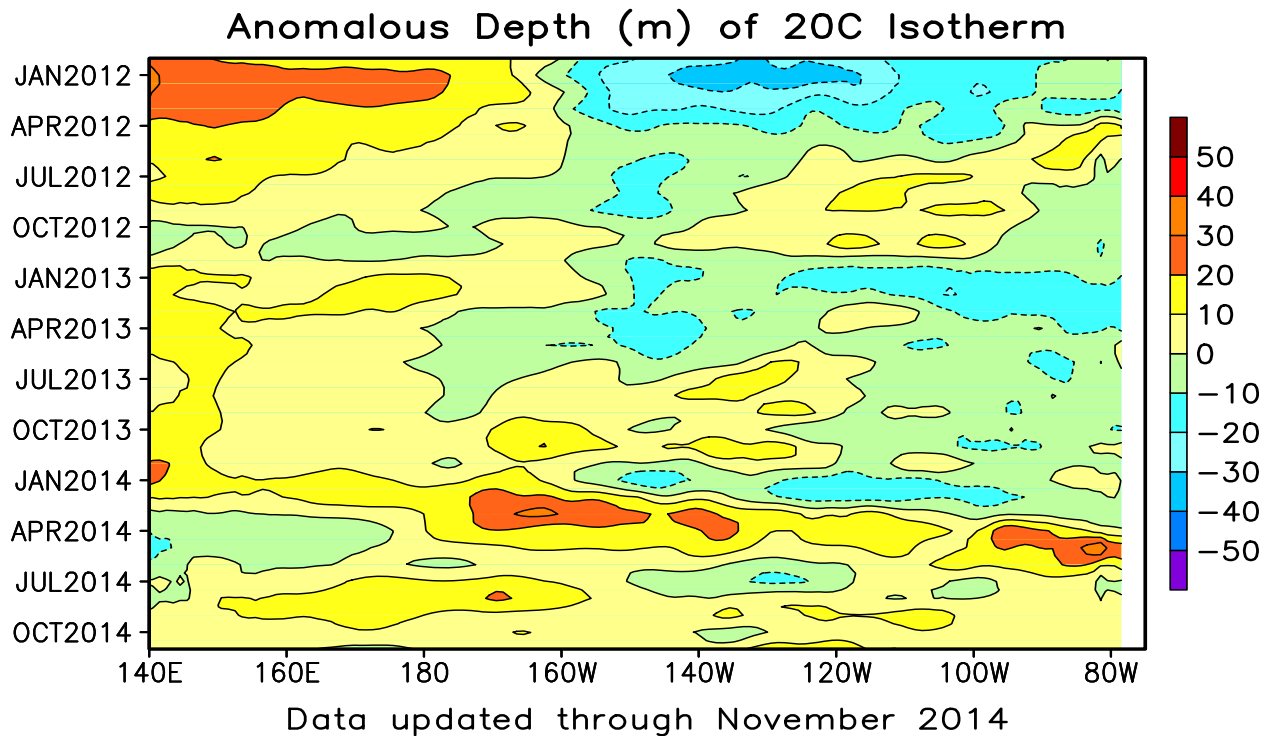 Anomalous Depth (m) of 20C Isotherm
JAN2012
APR2012
JUL2012
OCT2012
JAN2013
APR2013
JUL2013
OCT2013
JAN2014
APR2014
JUL2014
OCT2014
140E 160E 180 160W 140W 120W 100W 80W
50
40
30
20
10
0
−10
−20
−30
−40
−50
Data updated through November 2014